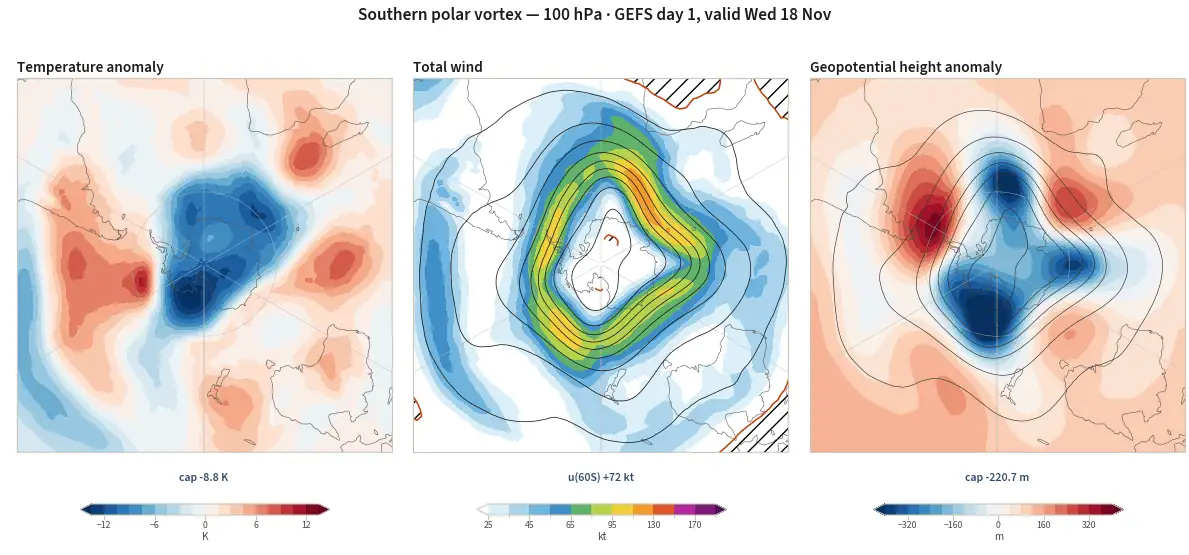 Southern polar vortex — 100 hPa · GEFS day 1, valid Wed 18 Nov
Temperature anomaly
Total wind
Geopotential height anomaly
cap -8.8 K
u(60S) +72 kt
cap -220.7 m
−12 −6 0 6 12
K
25 45 65 95 130 170
kt
−320 −160 0 160 320
m